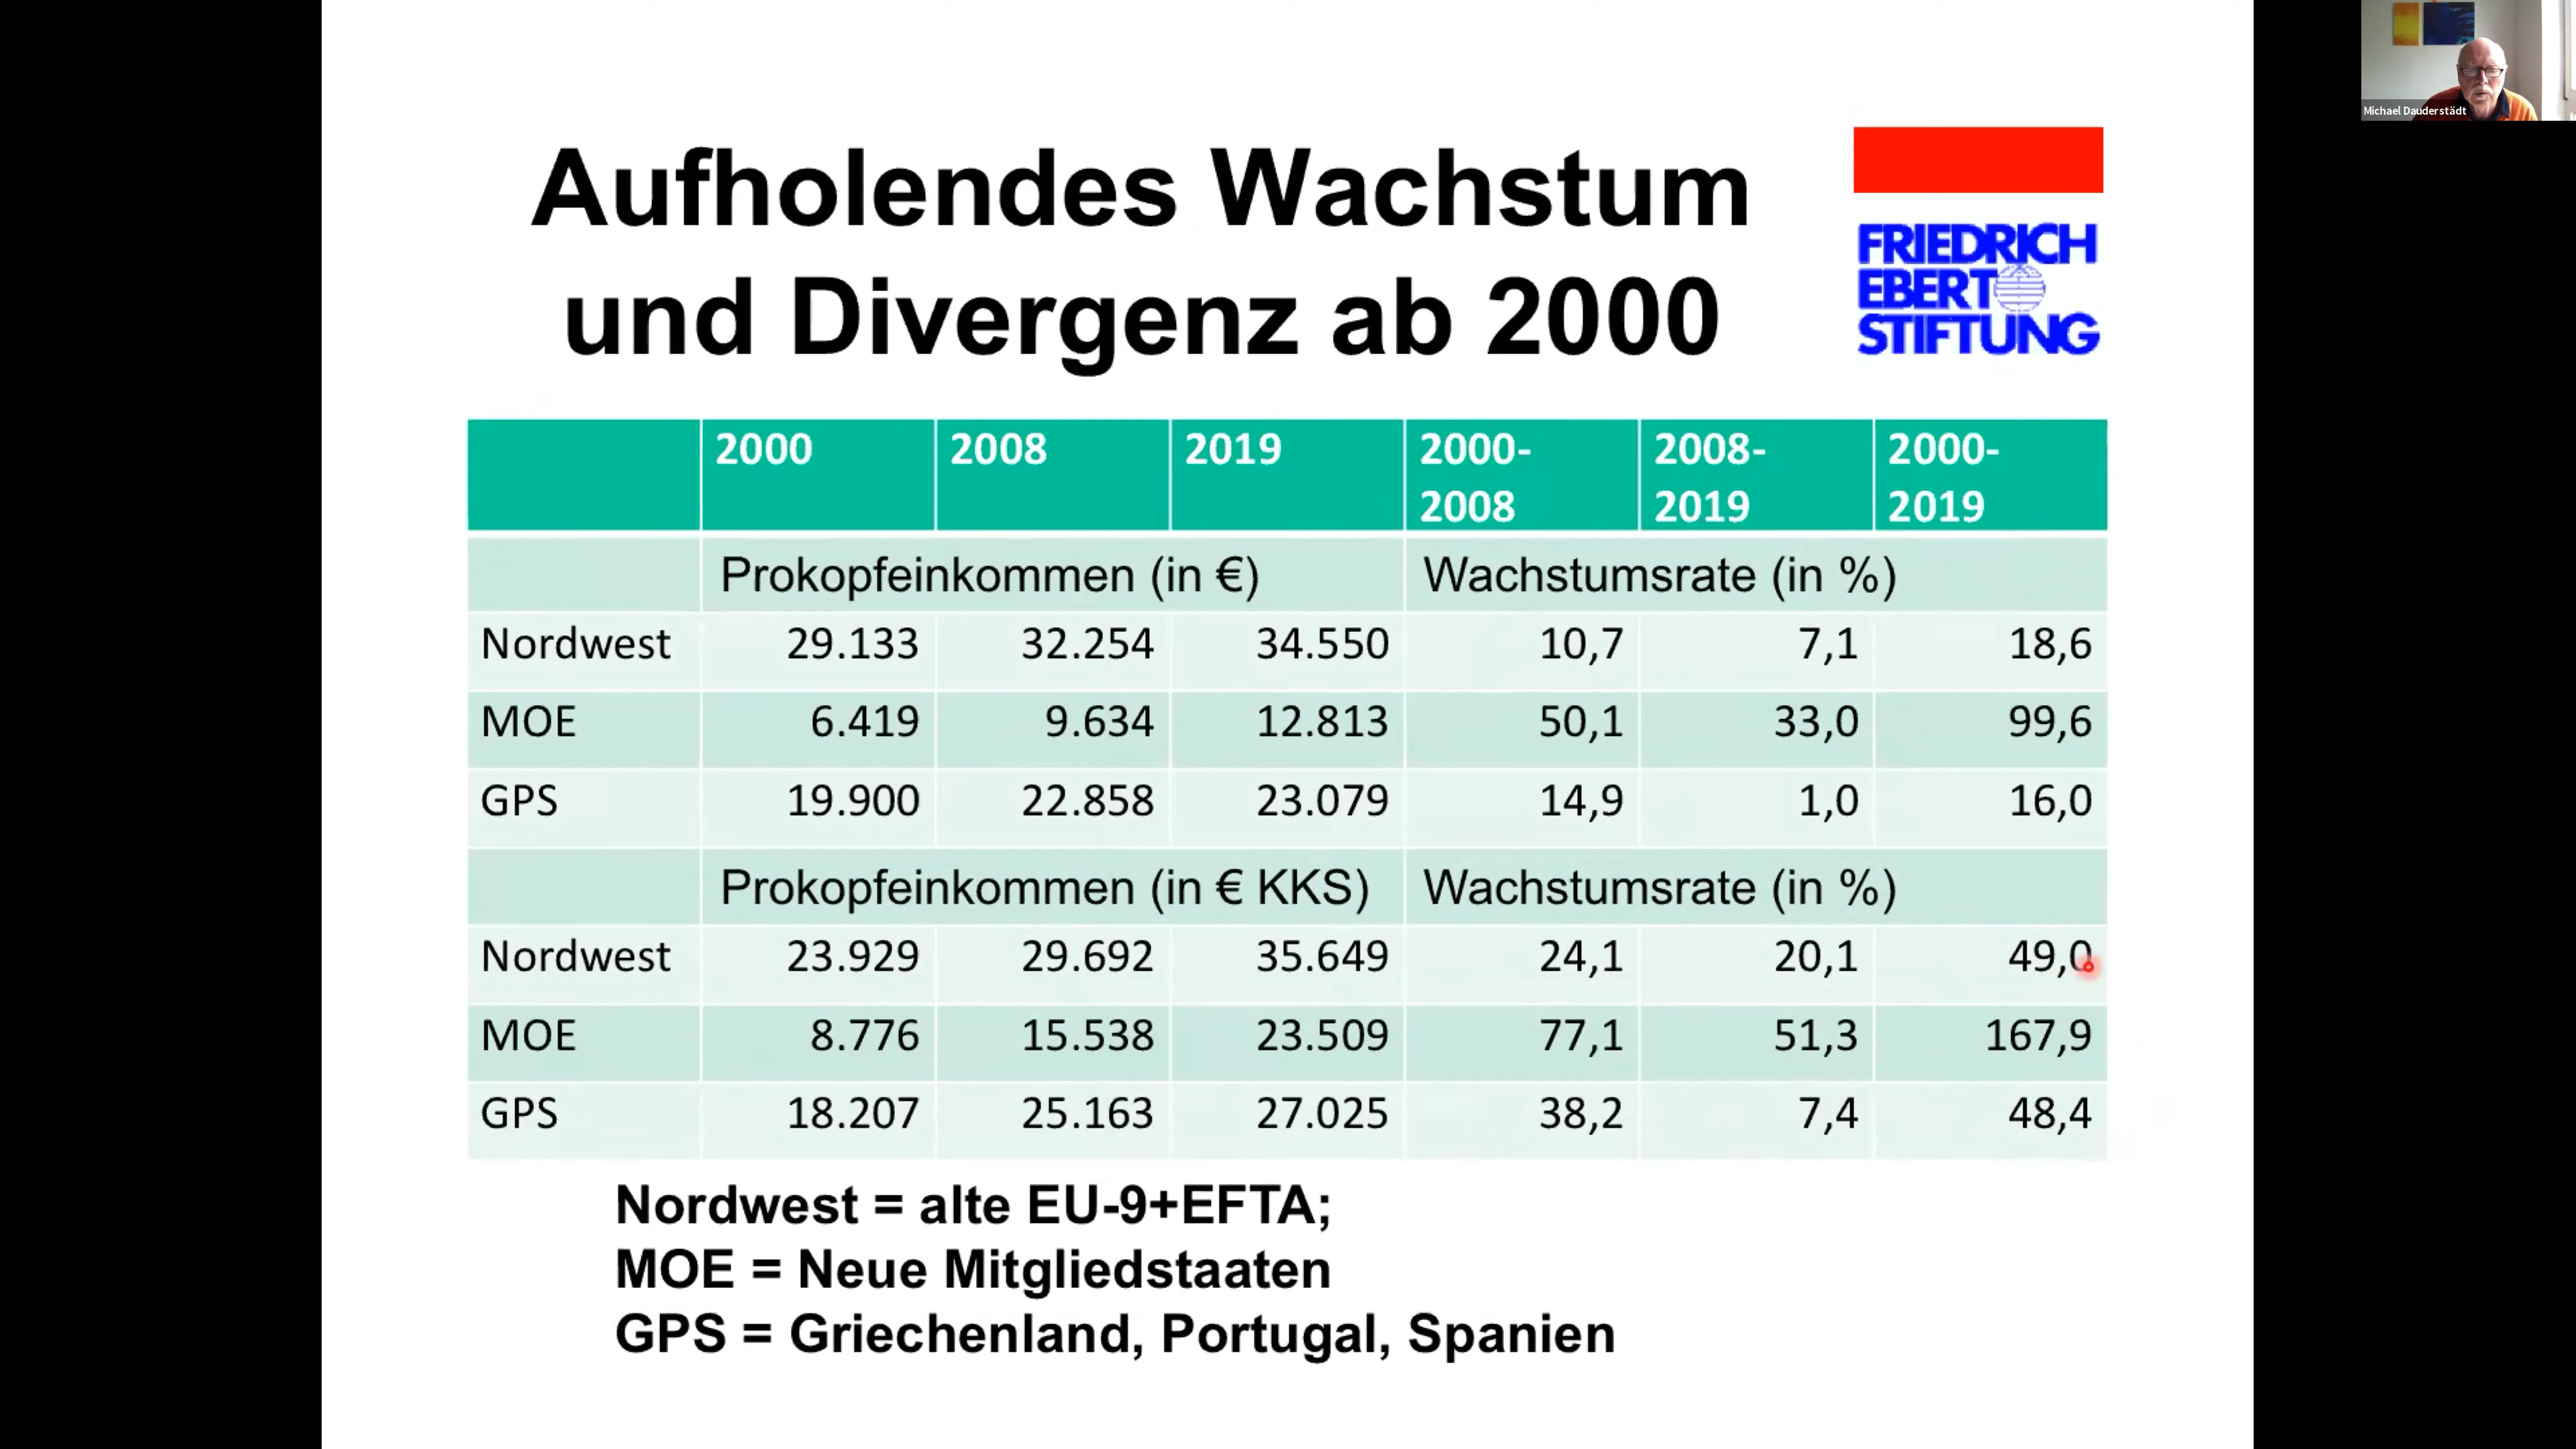 Michael Dauderstädt
Aufholendes Wachstum
und Divergenz ab 2000
FRIEDRICH
EBERT
STIFTUNG
2000 2008 2019 2000-2008 2008-2019 2000-2019
Prokopfeinkommen (in €) Wachstumsrate (in %)
Nordwest 29.133 32.254 34.550 10,7 7,1 18,6
MOE 6.419 9.634 12.813 50,1 33,0 99,6
GPS 19.900 22.858 23.079 14,9 1,0 16,0
Prokopfeinkommen (in € KKS) Wachstumsrate (in %)
Nordwest 23.929 29.692 35.649 24,1 20,1 49,0
MOE 8.776 15.538 23.509 77,1 51,3 167,9
GPS 18.207 25.163 27.025 38,2 7,4 48,4
Nordwest = alte EU-9+EFTA;
MOE = Neue Mitgliedstaaten
GPS = Griechenland, Portugal, Spanien